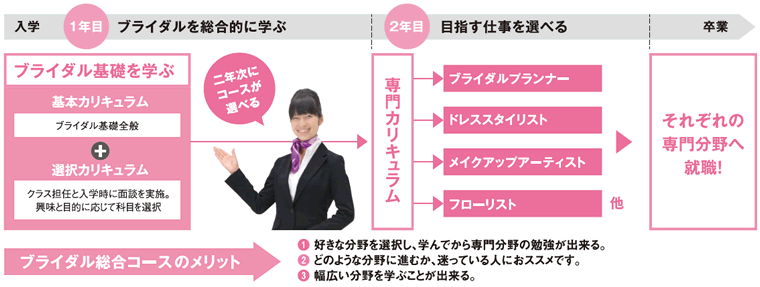 入学
1年目
ブライダルを総合的に学ぶ
2年目
目指す仕事を選べる
卒業
ブライダル基礎を学ぶ
基本カリキュラム
ブライダル基礎全般
+
選択カリキュラム
クラス担任と入学時に面談を実施。
興味と目的に応じて科目を選択
二年次に
コースが
選べる
専門カリキュラム
ブライダルプランナー
ドレススタイリスト
メイクアップアーティスト
フローリスト
他
それぞれの
専門分野へ
就職!
ブライダル総合コースのメリット
1 好きな分野を選択し、学んでから専門分野の勉強が出来る。
2 どのような分野に進むか、迷っている人におススメです。
3 幅広い分野を学ぶことが出来る。